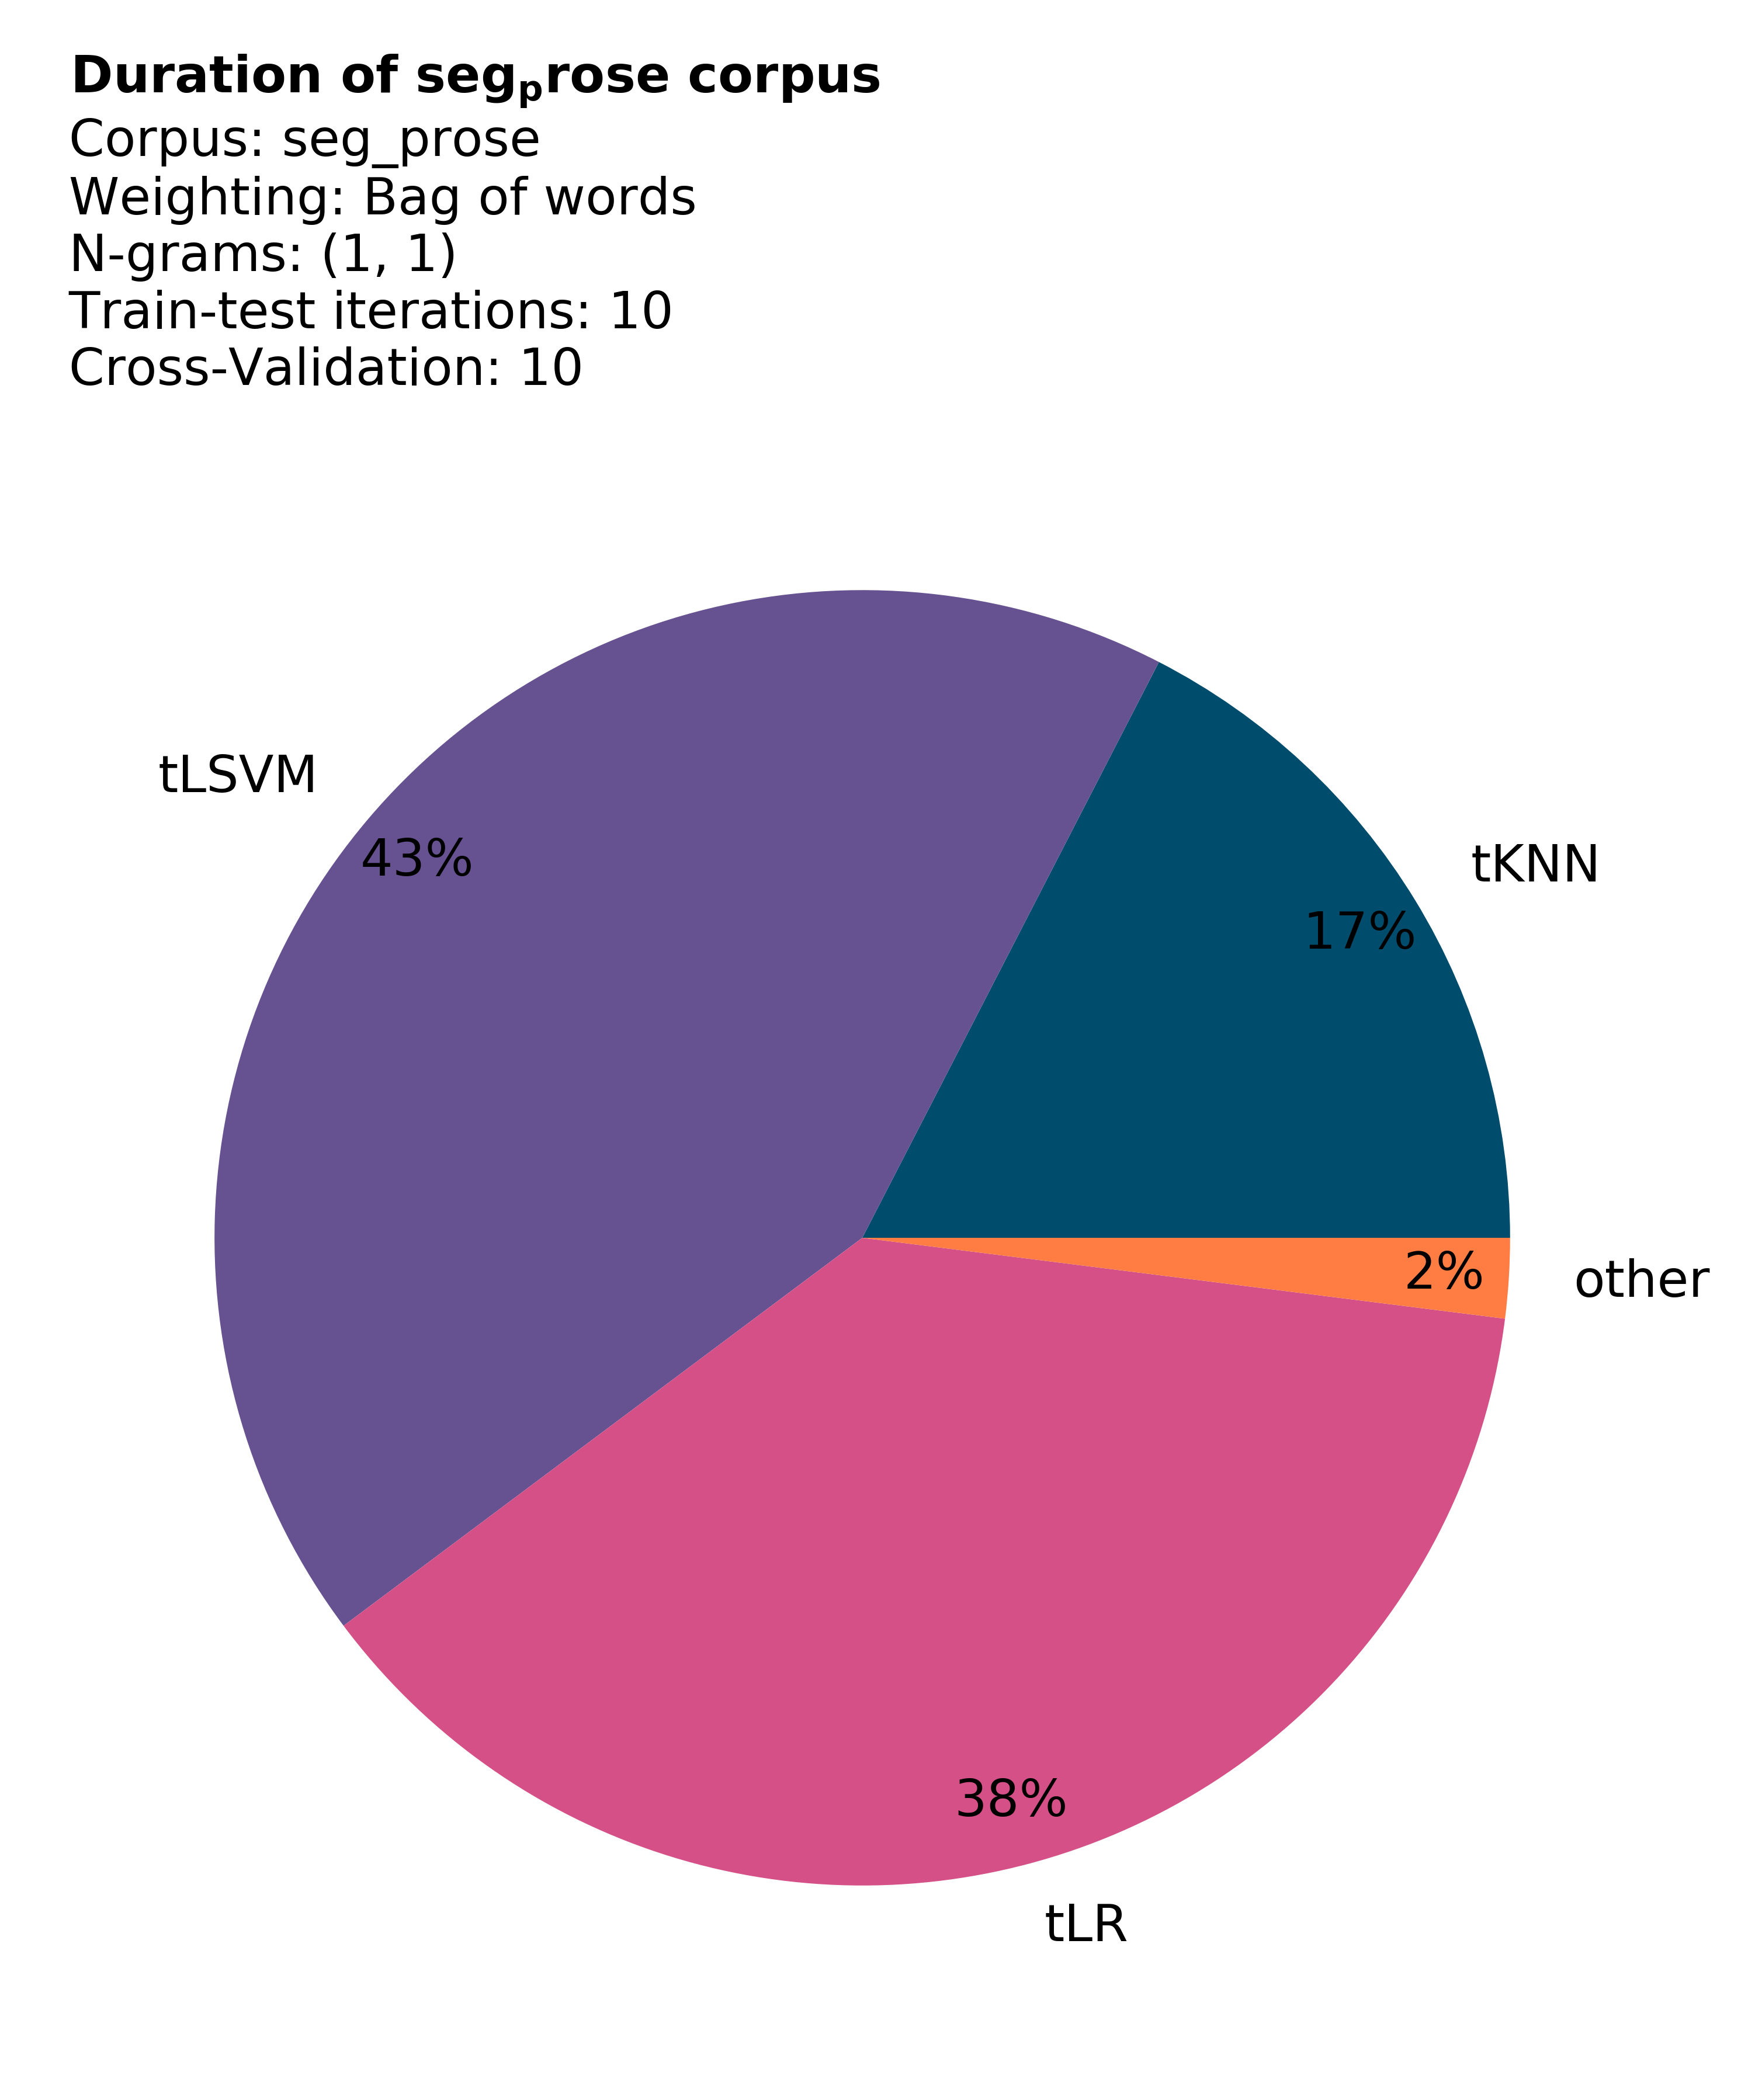 Duration of segprose corpus
Corpus: seg_prose
Weighting: Bag of words
N-grams: (1, 1)
Train-test iterations: 10
Cross-Validation: 10
tLSVM
43%
tKNN
17%
2%
other
38%
tLR